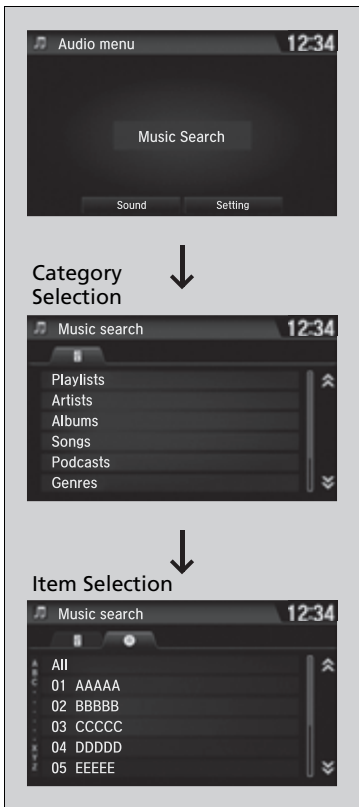 Audio menu 12:34
Music Search
Sound Setting
Category
Selection
Music search 12:34
Playlists
Artists
Albums
Songs
Podcasts
Genres
Item Selection
Music search 12:34
A
B
C
All
01 AAAAA
02 BBBBB
03 CCCCC
04 DDDDD
05 EEEEE
X
Y
Z